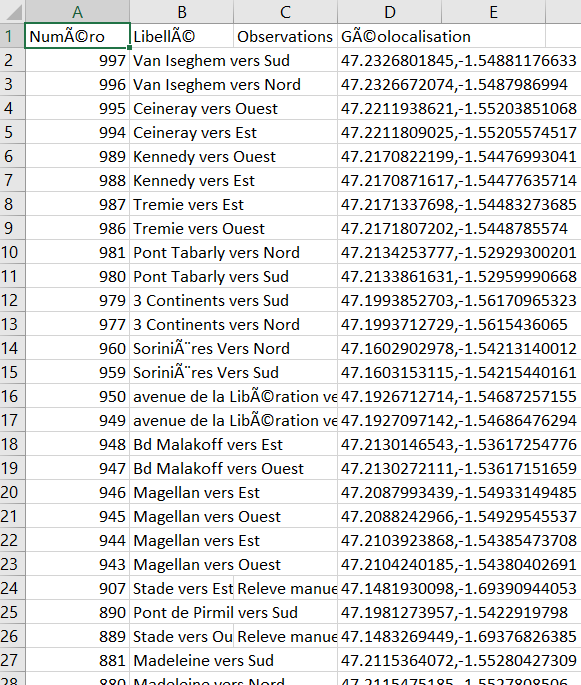 A B C D E
1 NumÃ©ro LibellÃ© Observations GÃ©olocalisation
2 997 Van Iseghem vers Sud 47.2326801845,-1.54881176633
3 996 Van Iseghem vers Nord 47.2326672074,-1.5487986994
4 995 Ceineray vers Ouest 47.2211938621,-1.55203851068
5 994 Ceineray vers Est 47.2211809025,-1.55205574517
6 989 Kennedy vers Ouest 47.2170822199,-1.54476993041
7 988 Kennedy vers Est 47.2170871617,-1.54477635714
8 987 Tremie vers Est 47.2171337698,-1.54483273685
9 986 Tremie vers Ouest 47.2171807202,-1.5448785574
10 981 Pont Tabarly vers Nord 47.2134253777,-1.52929300201
11 980 Pont Tabarly vers Sud 47.2133861631,-1.52959990668
12 979 3 Continents vers Sud 47.1993852703,-1.56170965323
13 977 3 Continents vers Nord 47.1993712729,-1.5615436065
14 960 SoriniÃ¨res Vers Nord 47.1602902978,-1.54213140012
15 959 SoriniÃ¨res Vers Sud 47.1603153115,-1.54215440161
16 950 avenue de la LibÃ©ration ve 47.1926712714,-1.54687257155
17 949 avenue de la LibÃ©ration ve 47.1927097142,-1.54686476294
18 948 Bd Malakoff vers Est 47.2130146543,-1.53617254776
19 947 Bd Malakoff vers Ouest 47.2130272111,-1.53617151659
20 946 Magellan vers Est 47.2087993439,-1.54933149485
21 945 Magellan vers Ouest 47.2088242966,-1.54929545537
22 944 Magellan vers Est 47.2103923868,-1.54385473708
23 943 Magellan vers Ouest 47.2104240185,-1.54380402691
24 907 Stade vers Est Releve manue 47.1481930098,-1.69390944053
25 890 Pont de Pirmil vers Sud 47.1981273957,-1.5422919798
26 889 Stade vers Ou Releve manue 47.1483269449,-1.69376826385
27 881 Madeleine vers Sud 47.2115364072,-1.55280427309
28 880 Madeleine vers Nord 47.2115475185,-1.5527808506